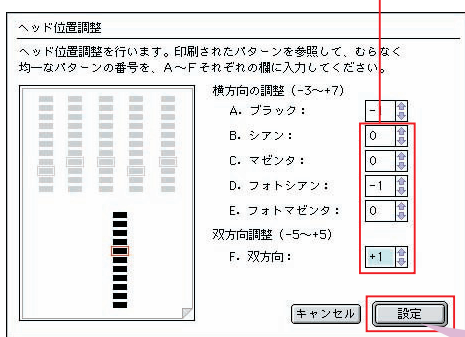 ヘッド位置調整
ヘッド位置調整を行います。印刷されたパターンを参照して、むらなく
均一なパターンの番号を、A～Fそれぞれの欄に入力してください。
横方向の調整（-3～+7）
A. ブラック：
B. シアン： 0
C. マゼンタ： 0
D. フォトシアン： -1
E. フォトマゼンタ： 0
双方向調整（-5～+5）
F. 双方向： +1
キャンセル 設定